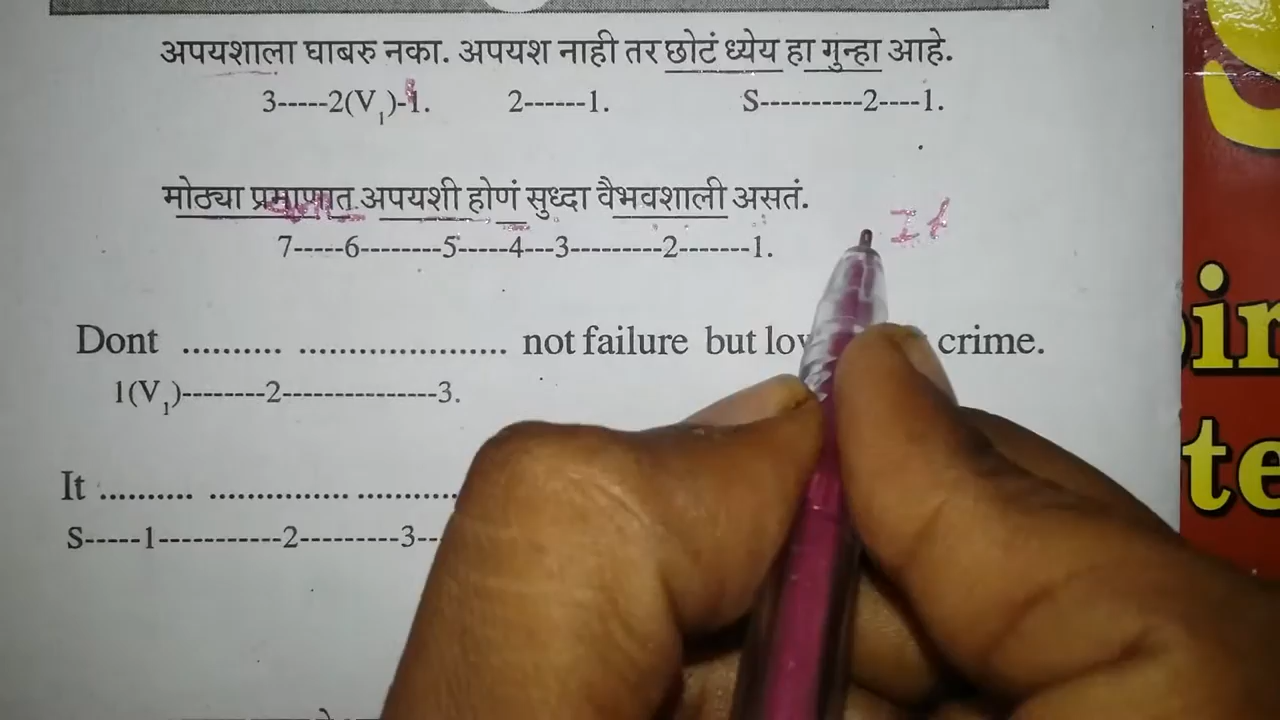 अपयशाला घाबरु नका. अपयश नाही तर छोटं ध्येय हा गुन्हा आहे.
3-----2(V1)-1. 2------1. S----------2----1.
मोठ्या प्रमाणात अपयशी होणं सुध्दा वैभवशाली असतं.
It
7-----6--------5-----4---3---------2-------1.
Dont .......... ..................... not failure but crime.
1(V1)--------2---------------3.
It .......... .............. ..........
S-----1-----------2---------3--